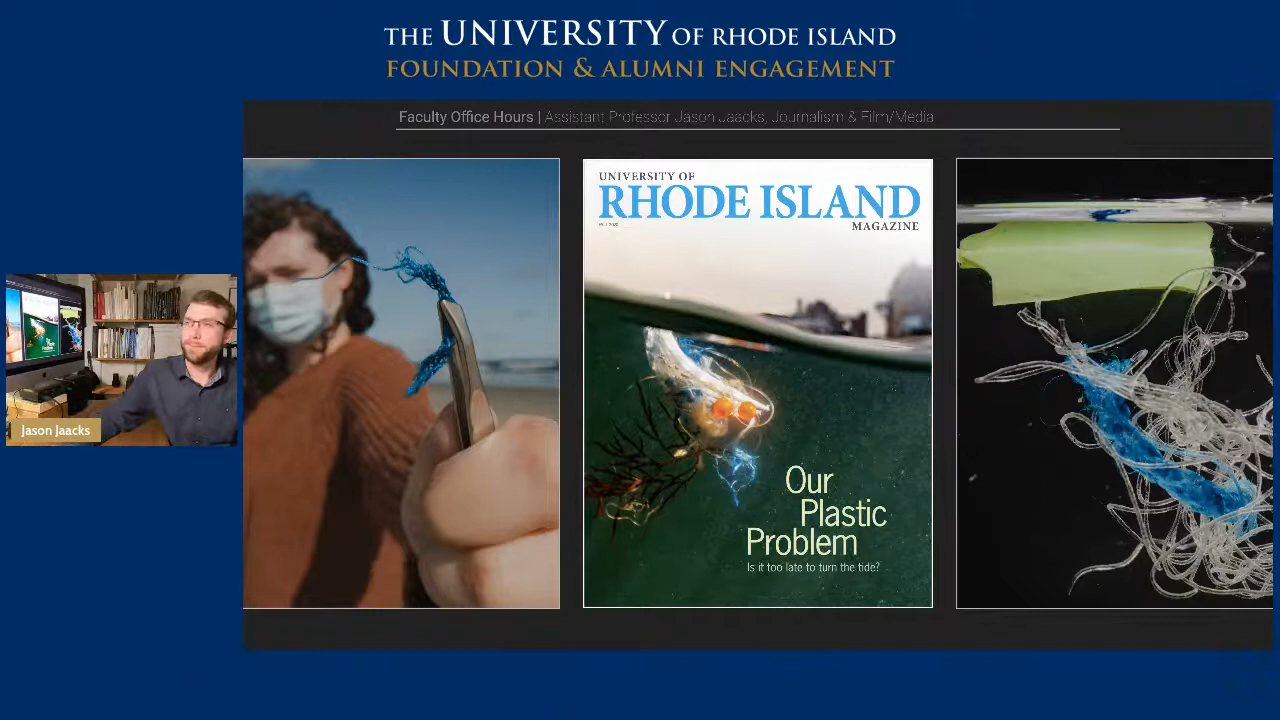 THE UNIVERSITY OF RHODE ISLAND
FOUNDATION & ALUMNI ENGAGEMENT
Faculty Office Hours | Assistant Professor Jason Jaacks, Journalism & Film/Media
UNIVERSITY OF
RHODE ISLAND
MAGAZINE
Our
Plastic
Problem
Is it too late to turn the tide?
Jason Jaacks